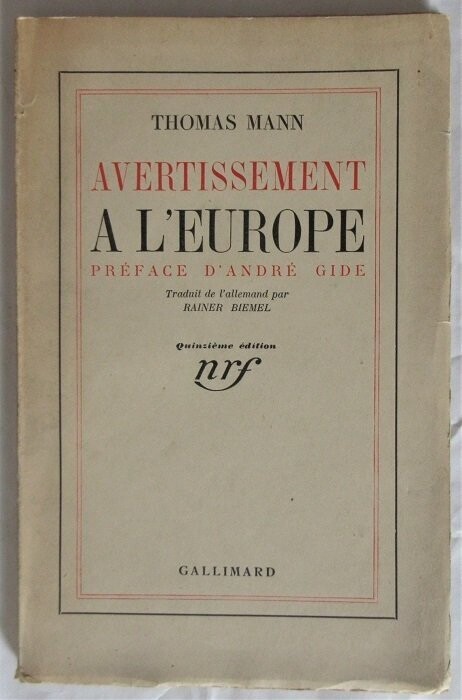 THOMAS MANN
AVERTISSEMENT
A L'EUROPE
PRÉFACE D'ANDRÉ GIDE
Traduit de l'allemand par
RAINER BIEMEL
Quinzième édition
nrf
GALLIMARD